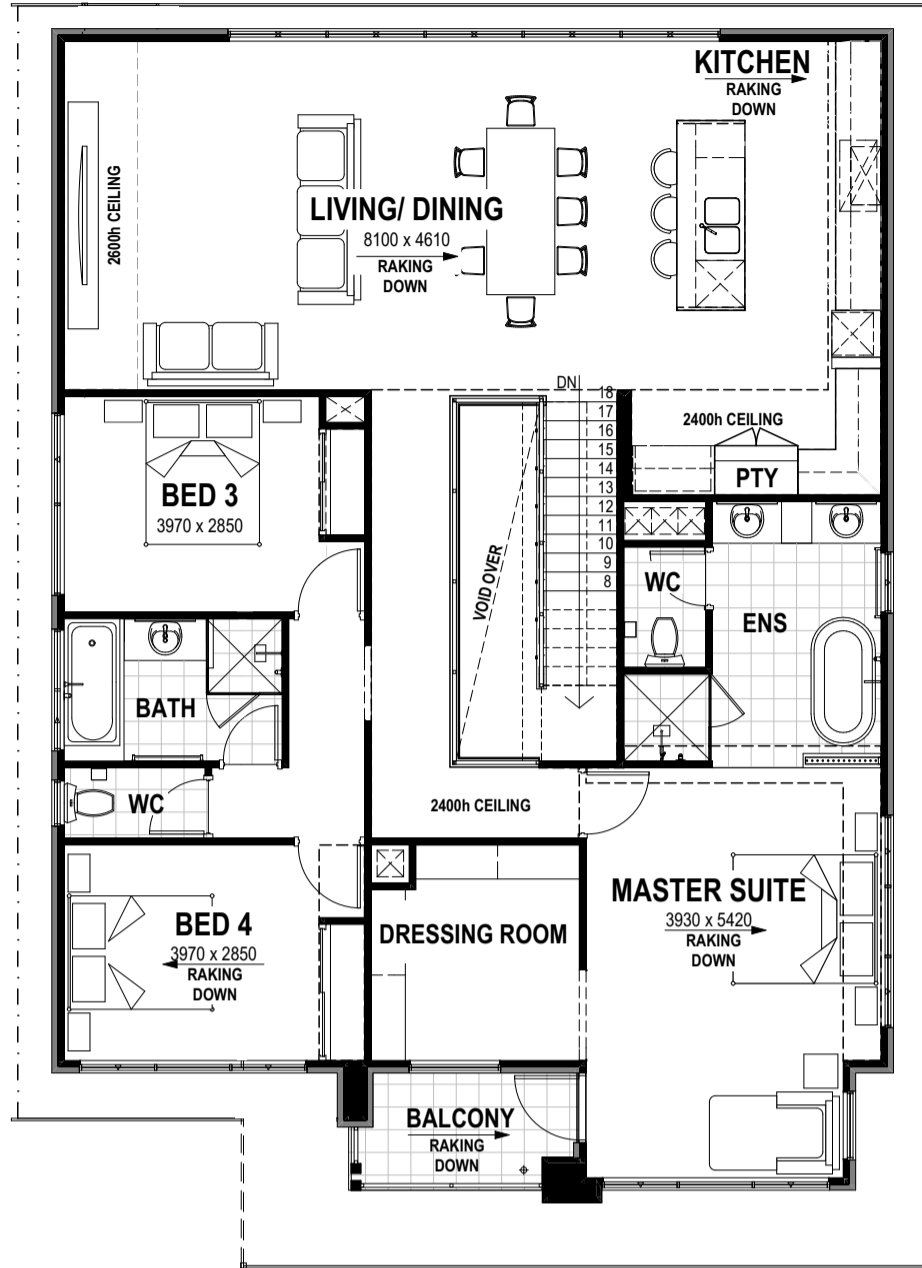 KITCHEN
RAKING
DOWN
2600h CEILING
LIVING/ DINING
8100 x 4610
RAKING
DOWN
DN
18
17
16
15
14
13
12
11
10
9
8
2400h CEILING
PTY
BED 3
3970 x 2850
VOID OVER
WC
ENS
BATH
WC
2400h CEILING
MASTER SUITE
3930 x 5420
RAKING
DOWN
BED 4
3970 x 2850
RAKING
DOWN
DRESSING ROOM
BALCONY
RAKING
DOWN